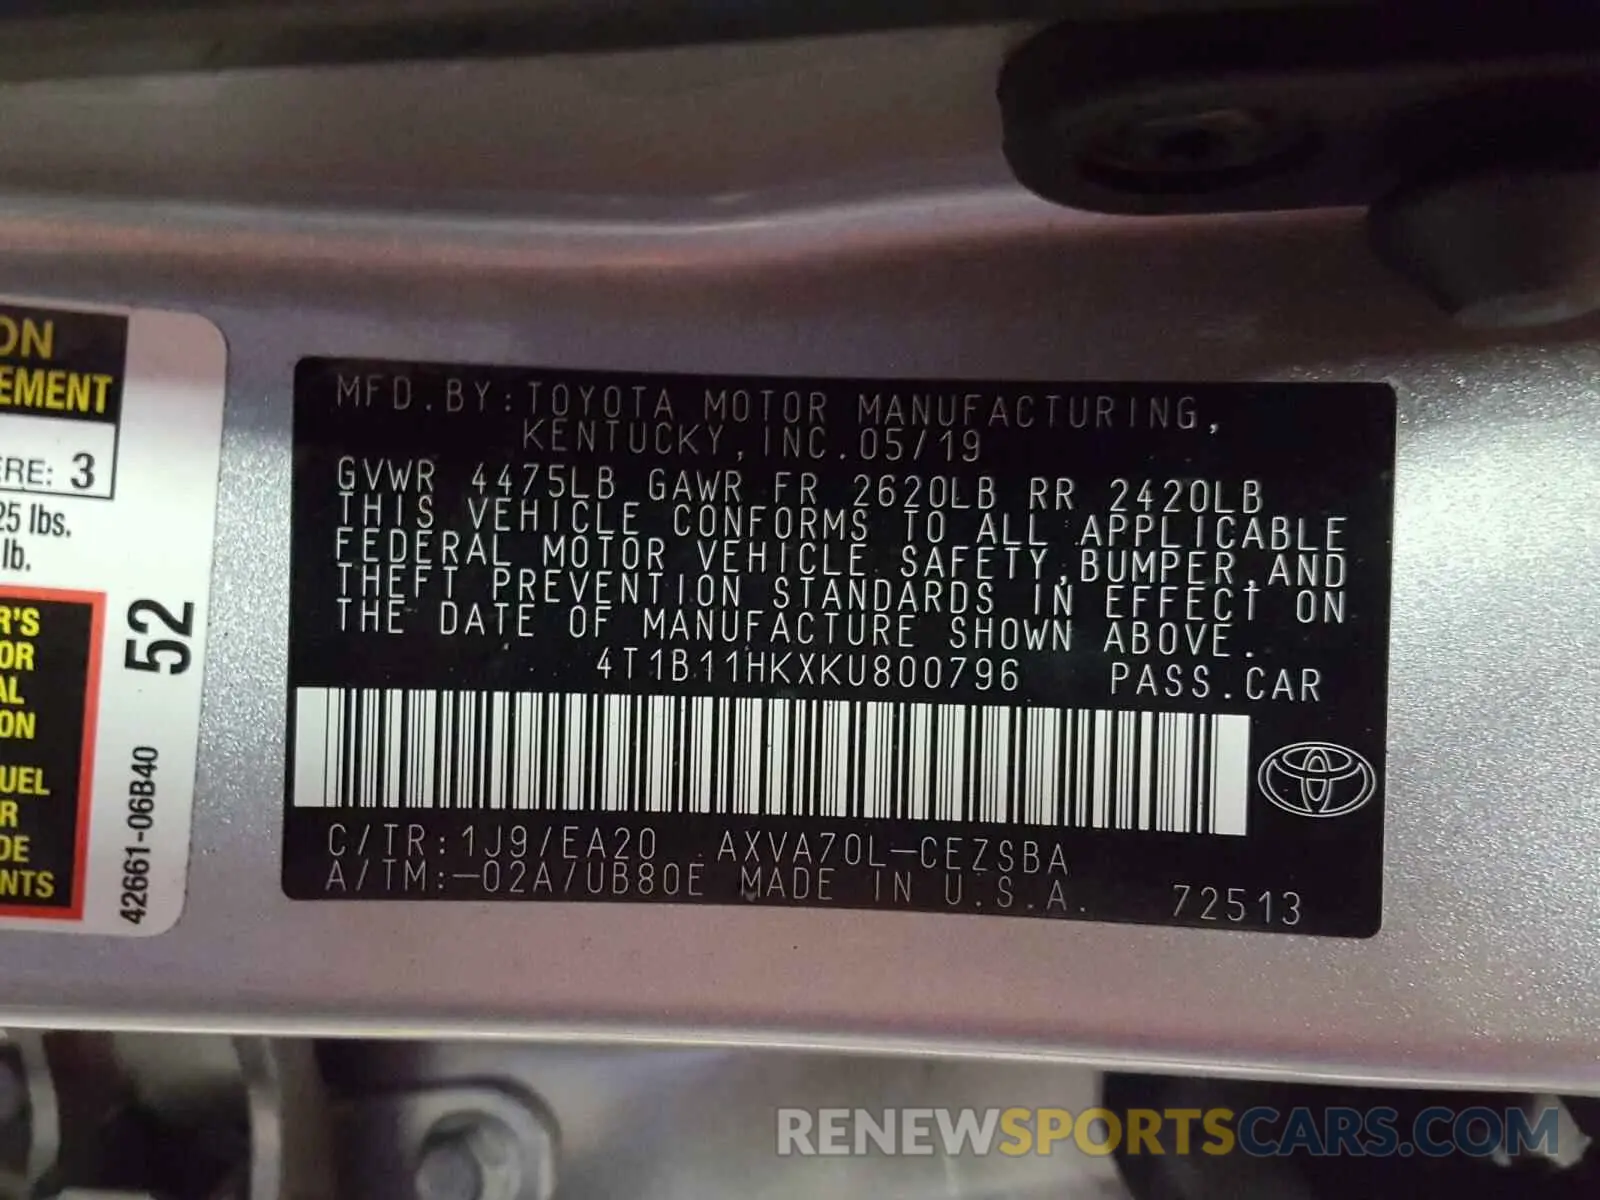 ON
EMENT
ERE: 3
25 lbs.
lb.
R'S
OR
AL
ON
UEL
R
DE
NTS
52
42661-06B40
MFD.BY:TOYOTA MOTOR MANUFACTURING,
KENTUCKY,INC.05/19
GVWR 4475LB GAWR FR 2620LB RR 2420LB
THIS VEHICLE CONFORMS TO ALL APPLICABLE
FEDERAL MOTOR VEHICLE SAFETY,BUMPER,AND
THEFT PREVENTION STANDARDS IN EFFECT ON
THE DATE OF MANUFACTURE SHOWN ABOVE.
4T1B11HKXKU800796 PASS.CAR
C/TR:1J9/EA20 AXVA70L-CEZSBA
A/TM:-02A/UB80E MADE IN U.S.A. 72513
RENEWSPORTSCARS.COM